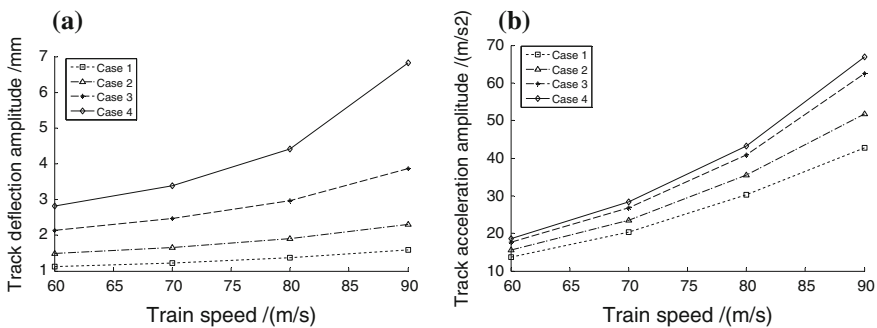 (a)
Track deflection amplitude /mm
7
6
5
4
3
2
1
Case 1
Case 2
Case 3
Case 4
60 65 70 75 80 85 90
Train speed /(m/s)
(b)
Track acceleration amplitude /(m/s2)
70
60
50
40
30
20
10
Case 1
Case 2
Case 3
Case 4
60 65 70 75 80 85 90
Train speed /(m/s)